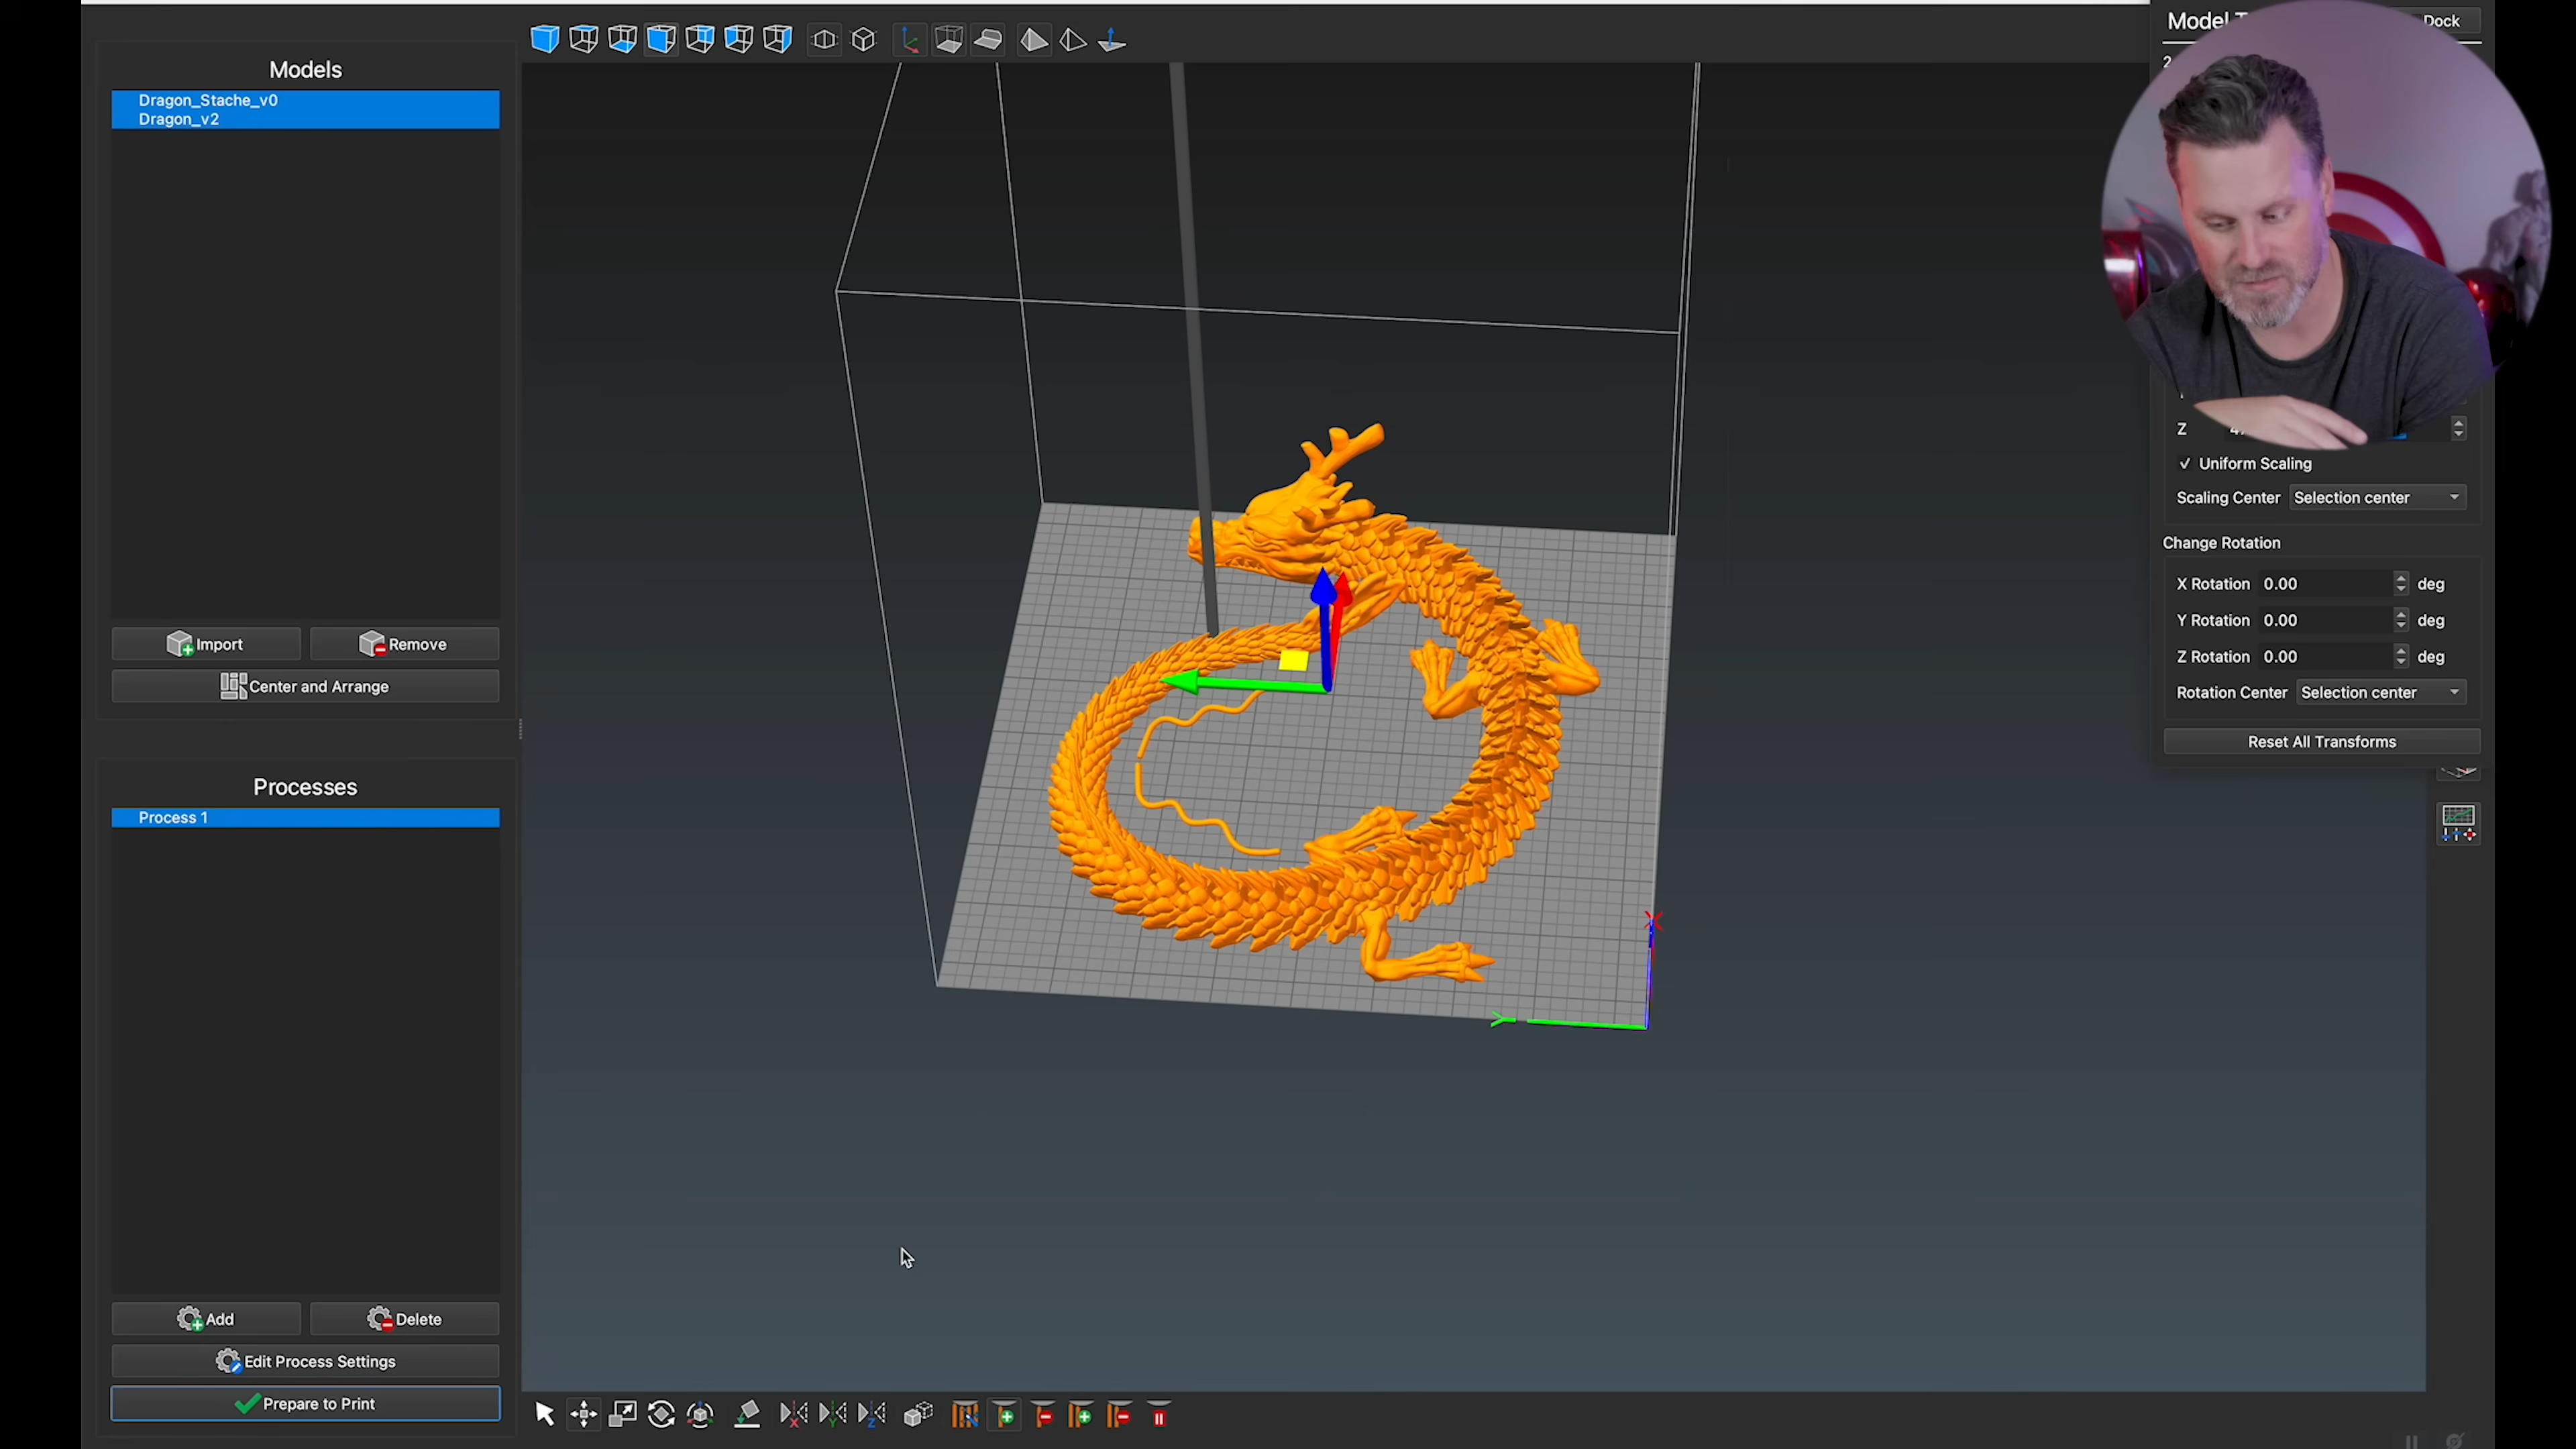 Models
Dragon_Stache_v0
Dragon_v2
Import
Remove
Center and Arrange
Processes
Process 1
Add
Delete
Edit Process Settings
Prepare to Print
Model
Dock
Z
Uniform Scaling
Scaling Center Selection center
Change Rotation
X Rotation 0.00 deg
Y Rotation 0.00 deg
Z Rotation 0.00 deg
Rotation Center Selection center
Reset All Transforms
X
Y